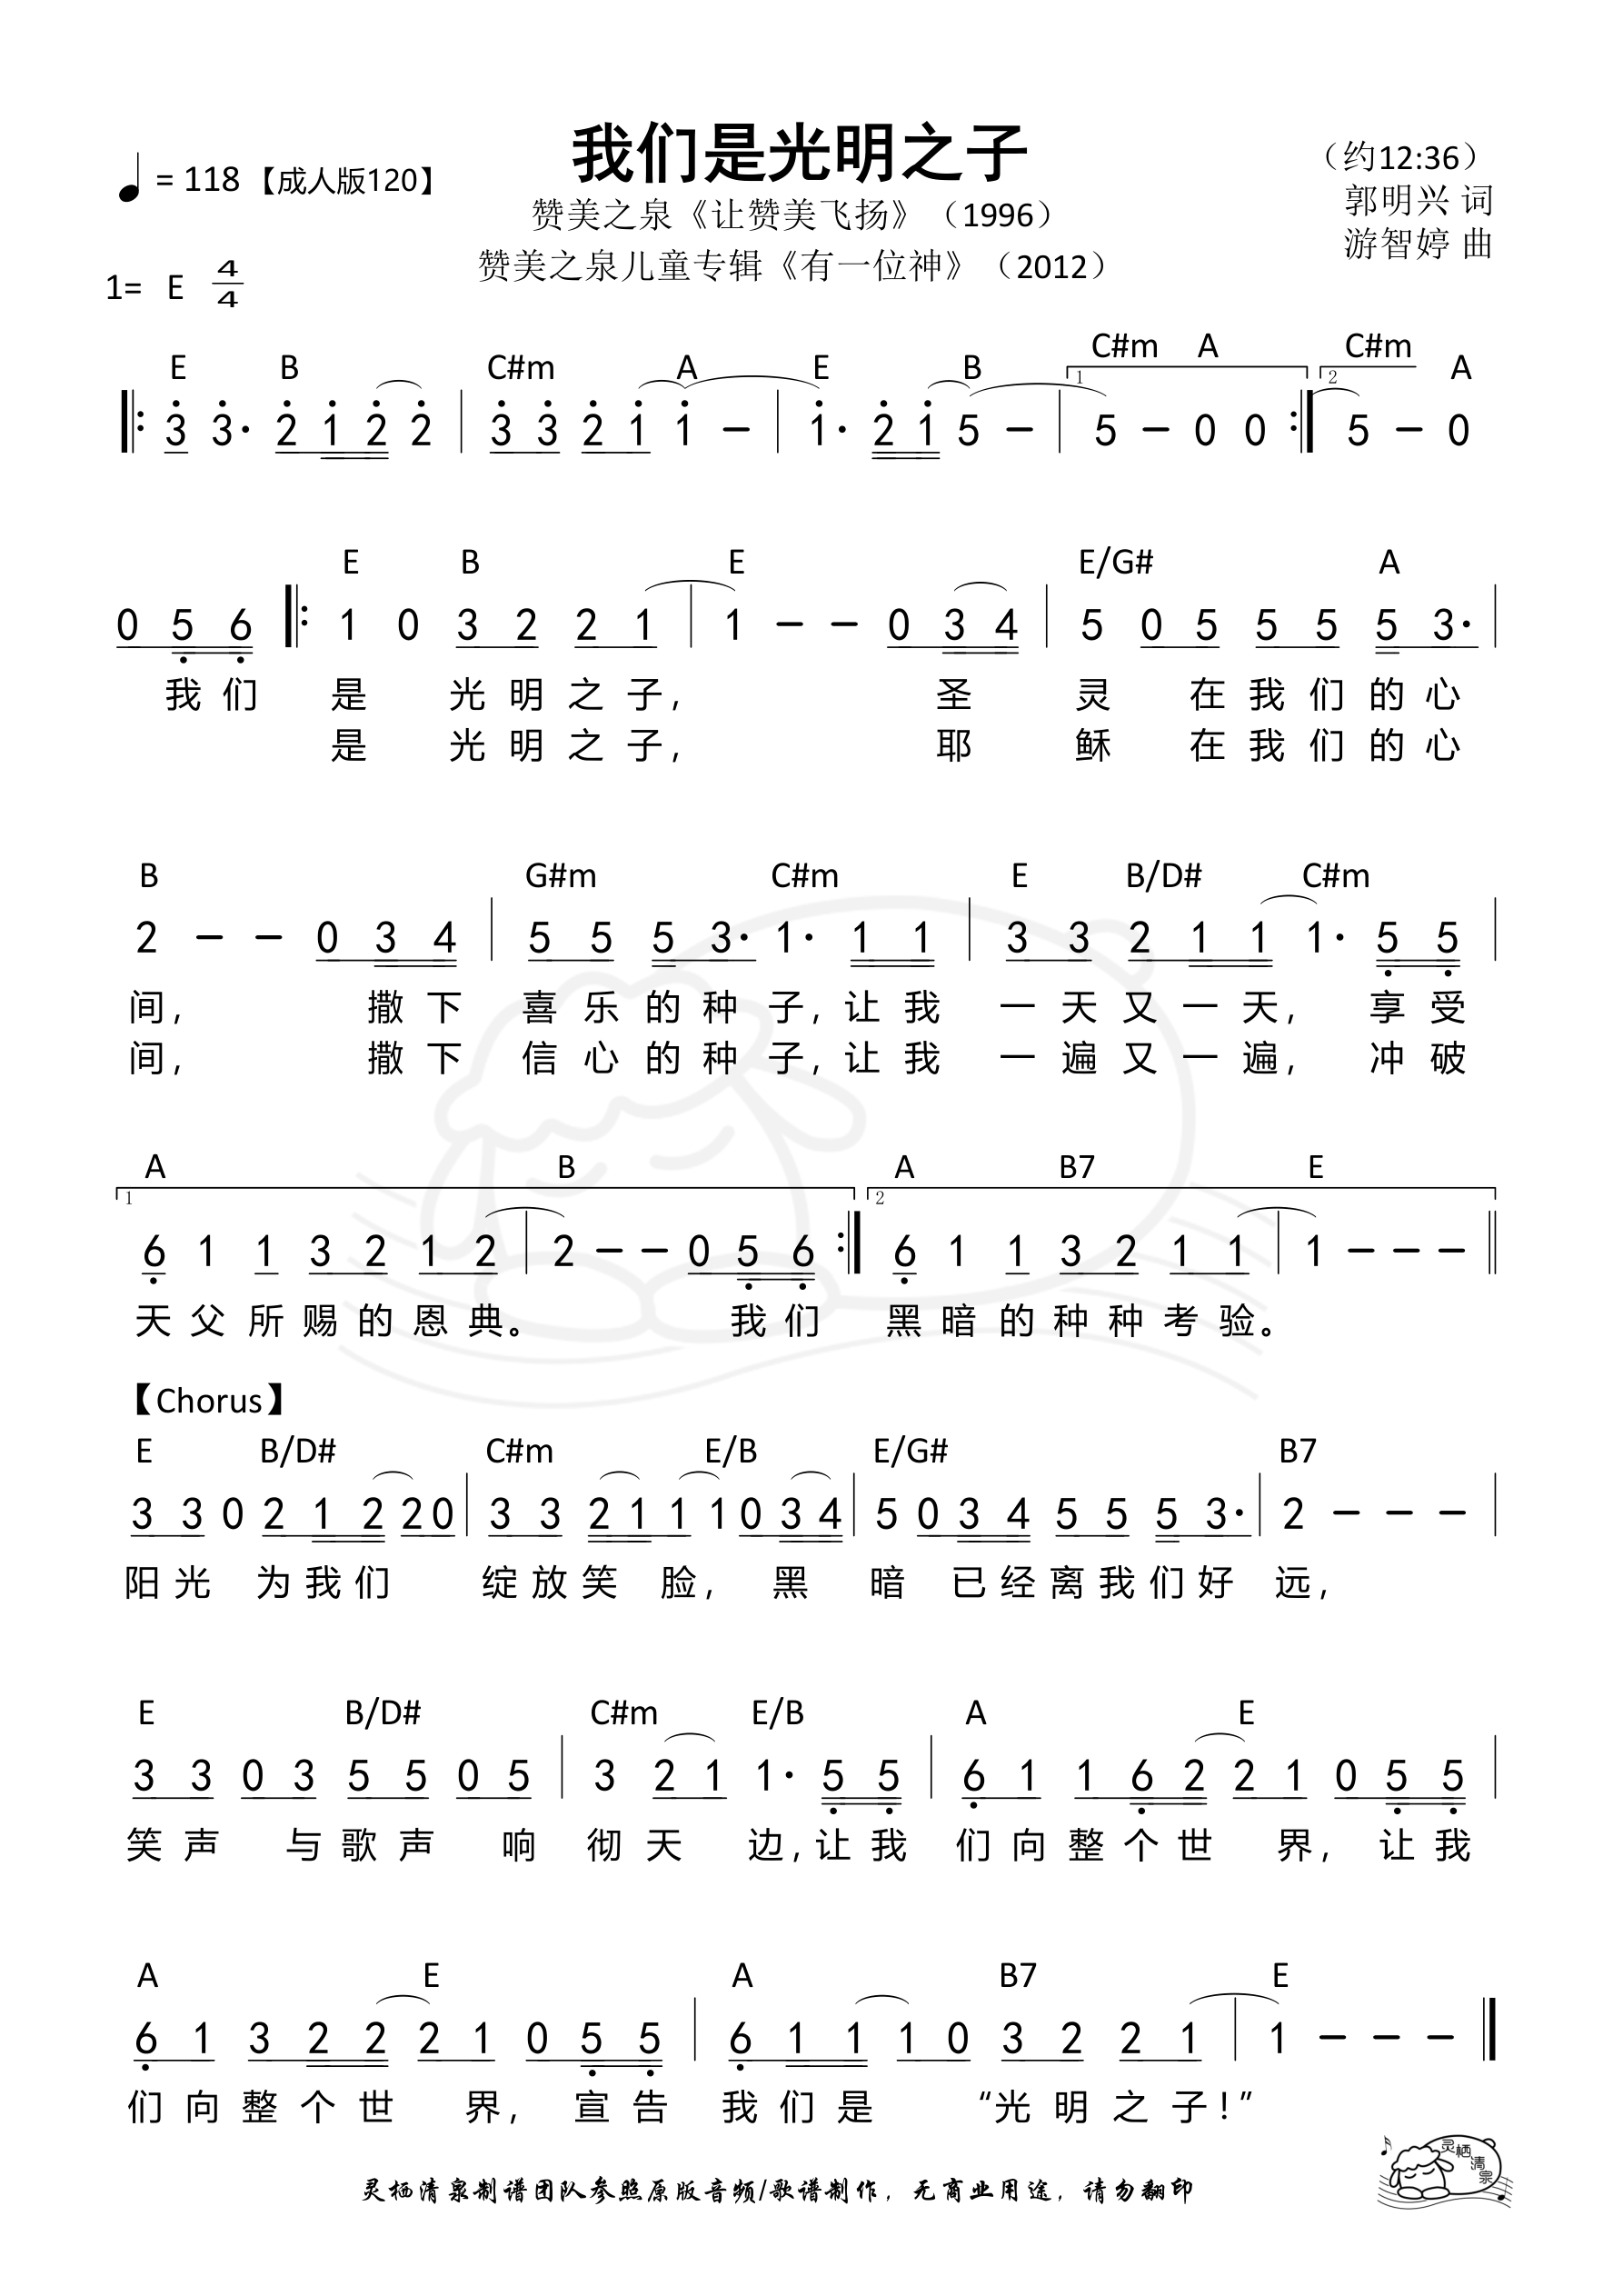 我们是光明之子
♩= 118【成人版120】
（约12:36）
赞美之泉《让赞美飞扬》（1996）
郭明兴 词
赞美之泉儿童专辑《有一位神》（2012）
游智婷 曲
1= E 4/4
E B C#m A E B C#m A C#m A
3 3· 2 1 2 2 | 3 3 2 1 1 – | 1· 2 1 5 – | 1 5 – 0 0 :| 2 5 – 0
E B E E/G# A
0 5 6 |: 1 0 3 2 2 1 | 1 – – 0 3 4 | 5 0 5 5 5 5 3· |
我们 是 光明之子， 圣 灵 在我们的心
是 光明之子， 耶 稣 在我们的心
B G#m C#m E B/D# C#m
2 – – 0 3 4 | 5 5 5 3· 1· 1 1 | 3 3 2 1 1 1· 5 5 |
间， 撒下 喜乐的种子，让我 一天又一天， 享受
间， 撒下 信心的种子，让我 一遍又一遍， 冲破
A B A B7 E
1 6 1 1 3 2 1 2 | 2 – – 0 5 6 :| 2 6 1 1 3 2 1 1 | 1 – – – ||
天父所赐的恩典。 我们 黑暗的种种考验。
【Chorus】
E B/D# C#m E/B E/G# B7
3 3 0 2 1 2 2 0 | 3 3 2 1 1 1 0 3 4 | 5 0 3 4 5 5 5 3· | 2 – – – |
阳光 为我们 绽放笑 脸， 黑 暗 已经离我们好 远，
E B/D# C#m E/B A E
3 3 0 3 5 5 0 5 | 3 2 1 1· 5 5 | 6 1 1 6 2 2 1 0 5 5 |
笑声 与歌声 响 彻天 边,让我 们向整个世 界， 让我
A E A B7 E
6 1 3 2 2 2 1 0 5 5 | 6 1 1 1 0 3 2 2 1 | 1 – – – ||
们向整个世 界， 宣告 我们是 “光明之子！”
灵栖清泉
灵栖清泉制谱团队参照原版音频/歌谱制作，无商业用途，请勿翻印